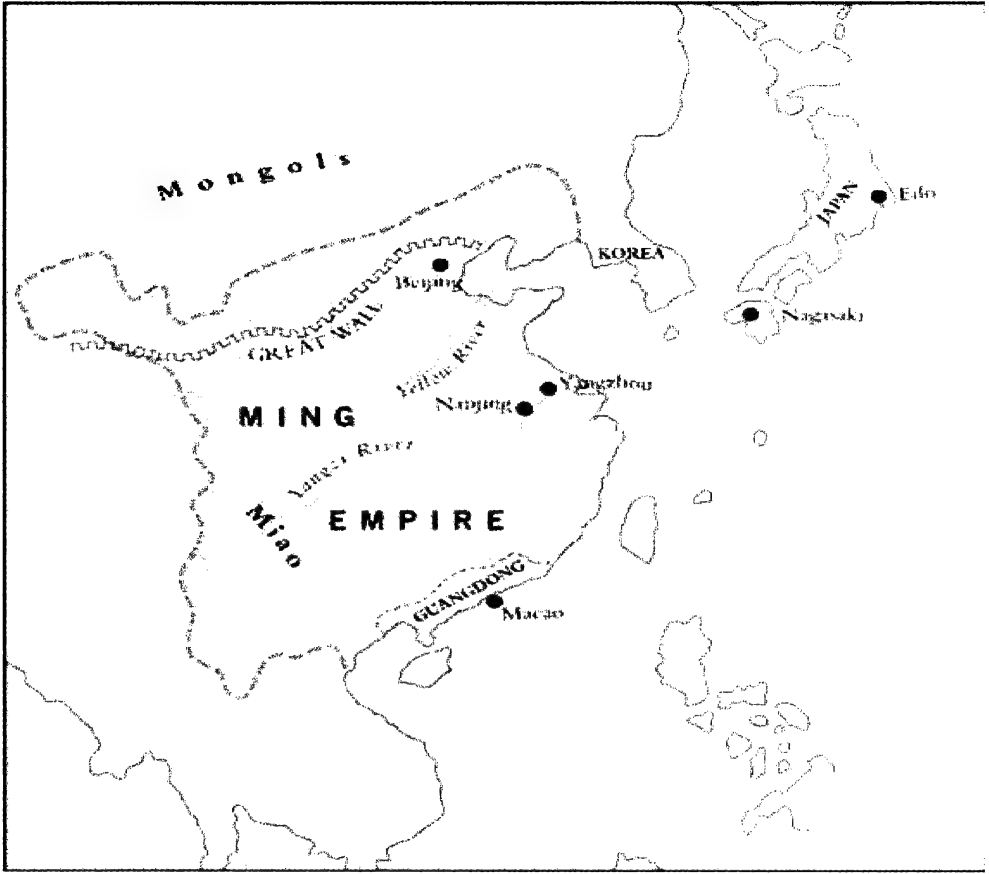 Mongols
JAPAN
Edo
KOREA
Beijing
GREAT WALL
Nagasaki
Yellow River
Yangzhou
Nanjing
MING
Yangzi River
EMPIRE
Miao
GUANGDONG
Macao